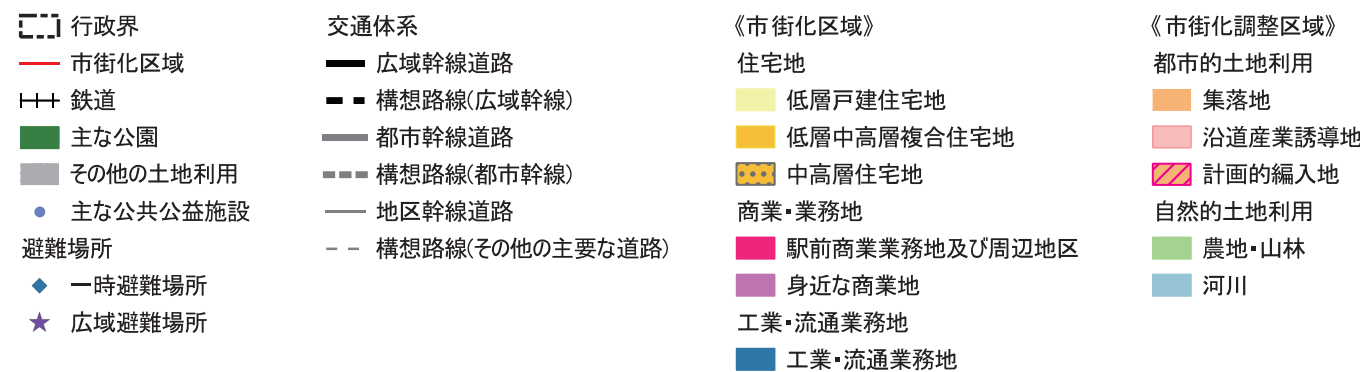 行政界
市街化区域
鉄道
主な公園
その他の土地利用
主な公共公益施設
避難場所
一時避難場所
広域避難場所
交通体系
広域幹線道路
構想路線(広域幹線)
都市幹線道路
構想路線(都市幹線)
地区幹線道路
構想路線(その他の主要な道路)
《市街化区域》
住宅地
低層戸建住宅地
低層中高層複合住宅地
中高層住宅地
商業・業務地
駅前商業業務地及び周辺地区
身近な商業地
工業・流通業務地
工業・流通業務地
《市街化調整区域》
都市的土地利用
集落地
沿道産業誘導地
計画的編入地
自然的土地利用
農地・山林
河川